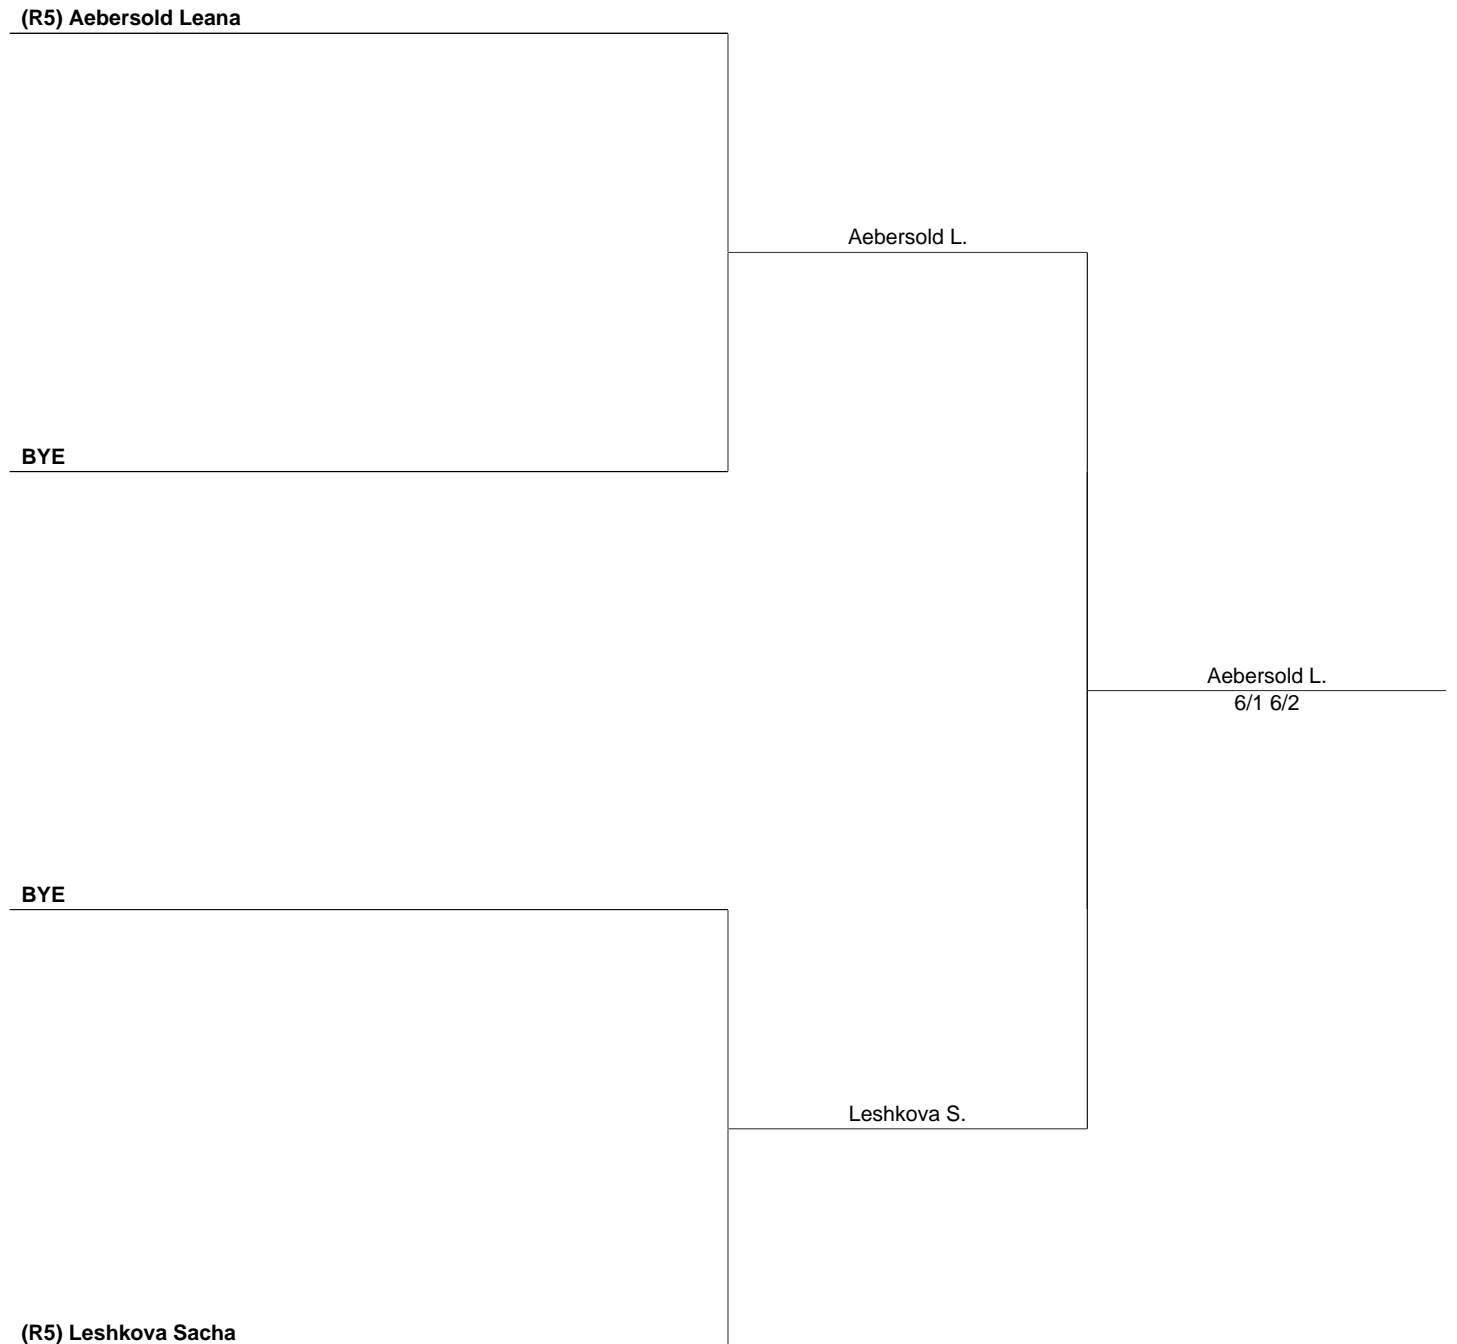 (R5) Aebersold Leana
Aebersold L.
BYE
Aebersold L.
6/1 6/2
BYE
Leshkova S.
(R5) Leshkova Sacha